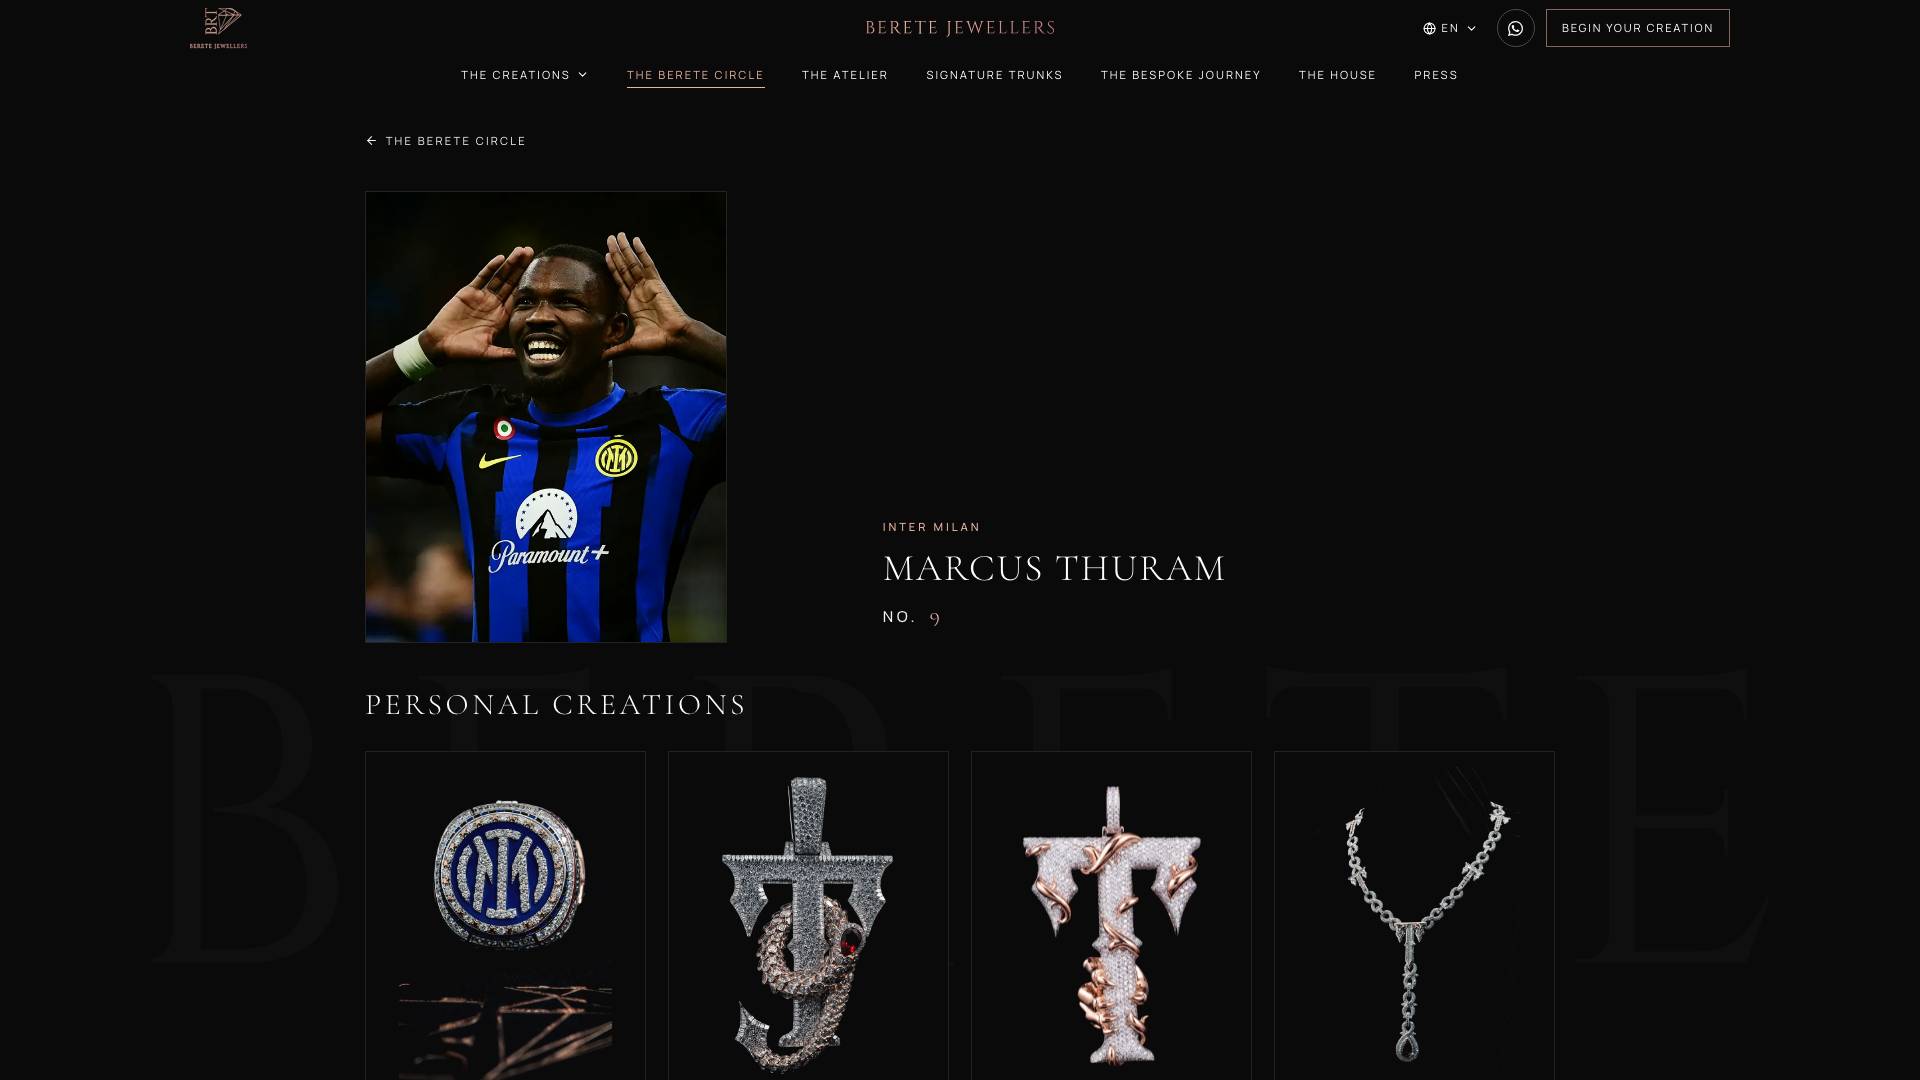 BRT
BERETE JEWELLERS
BERETE JEWELLERS
EN
BEGIN YOUR CREATION
THE CREATIONS
THE BERETE CIRCLE
THE ATELIER
SIGNATURE TRUNKS
THE BESPOKE JOURNEY
THE HOUSE
PRESS
THE BERETE CIRCLE
Paramount+
INTER MILAN
MARCUS THURAM
NO. 9
BERETE
PERSONAL CREATIONS